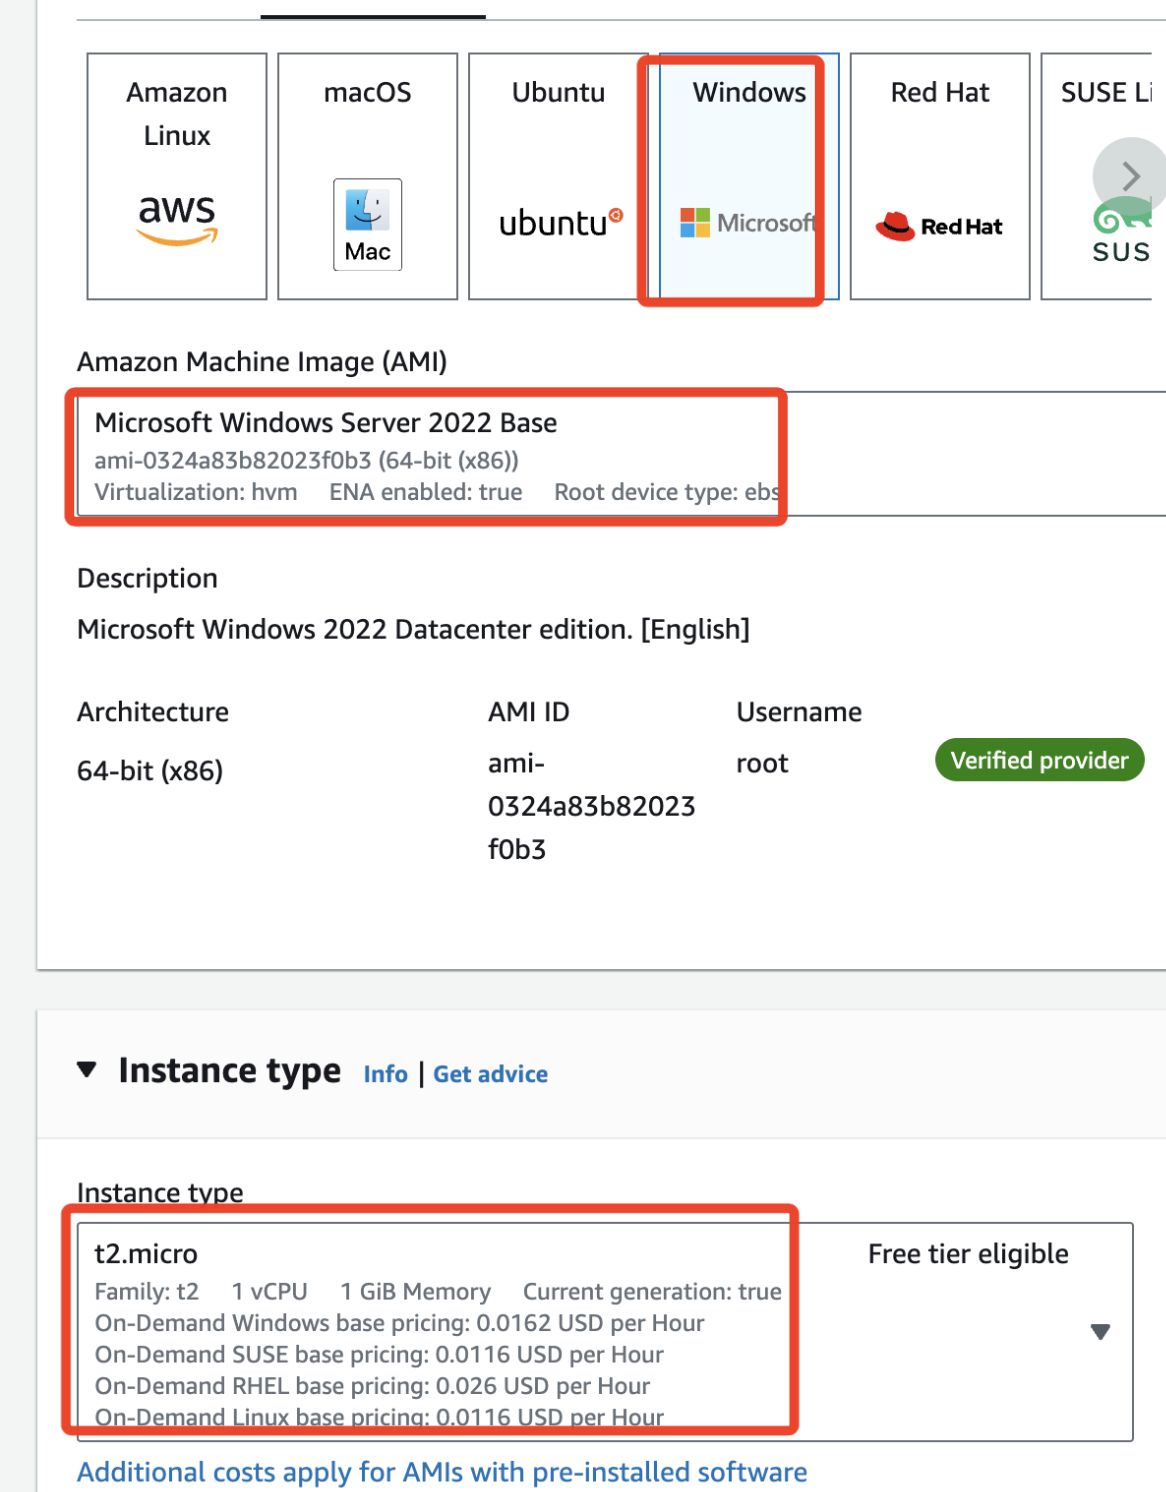 Amazon
Linux
aws
macOS
Mac
Ubuntu
ubuntu
Windows
Microsoft
Red Hat
Red Hat
SUSE Li
SUS
Amazon Machine Image (AMI)
Microsoft Windows Server 2022 Base
ami-0324a83b82023f0b3 (64-bit (x86))
Virtualization: hvm ENA enabled: true Root device type: ebs
Description
Microsoft Windows 2022 Datacenter edition. [English]
Architecture
64-bit (x86)
AMI ID
ami-
0324a83b82023
f0b3
Username
root
Verified provider
Instance type Info | Get advice
Instance type
t2.micro
Free tier eligible
Family: t2 1 vCPU 1 GiB Memory Current generation: true
On-Demand Windows base pricing: 0.0162 USD per Hour
On-Demand SUSE base pricing: 0.0116 USD per Hour
On-Demand RHEL base pricing: 0.026 USD per Hour
On-Demand Linux base pricing: 0.0116 USD per Hour
Additional costs apply for AMIs with pre-installed software